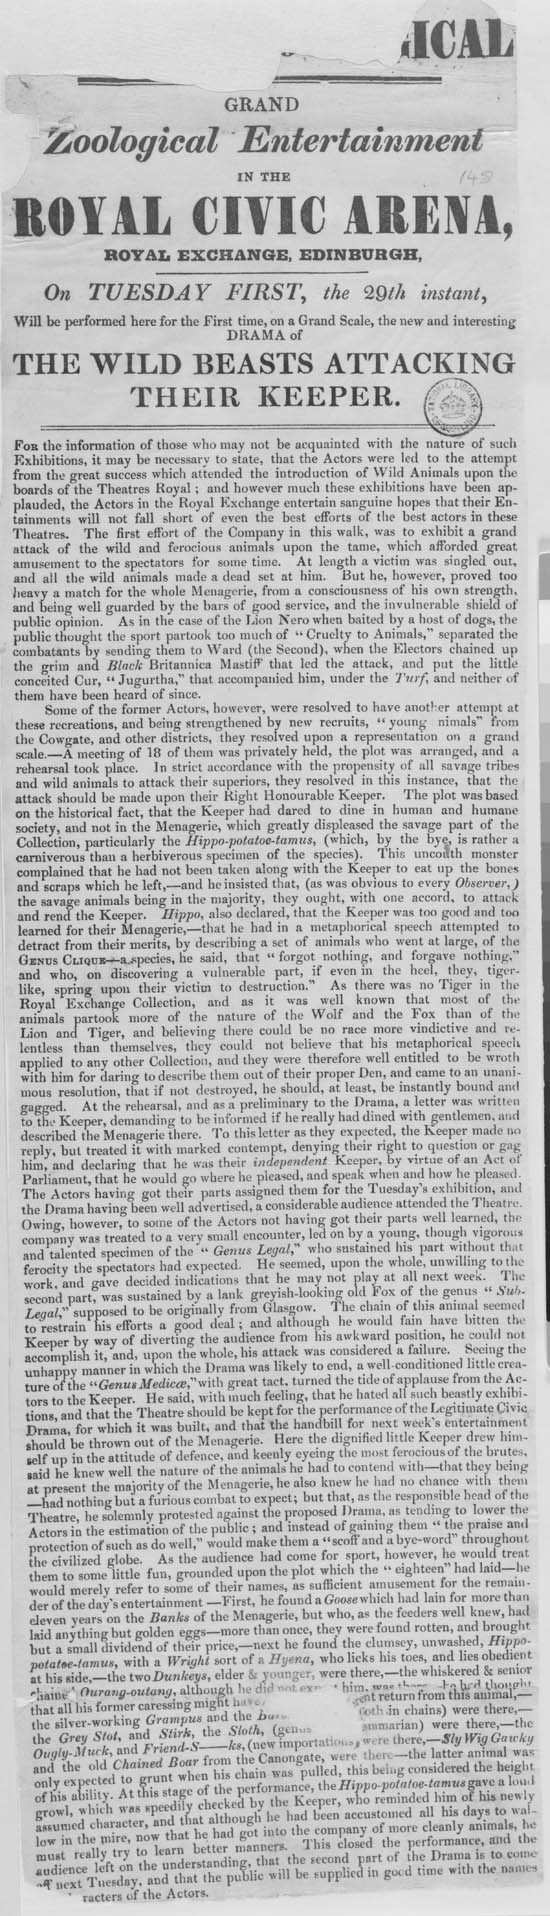 ICAL
GRAND
Zoological Entertainment
IN THE
148
ROYAL CIVIC ARENA,
ROYAL EXCHANGE, EDINBURGH,
On TUESDAY FIRST, the 29th instant,
Will be performed here for the First time, on a Grand Scale, the new and interesting
DRAMA of
THE WILD BEASTS ATTACKING
THEIR KEEPER.
NATIONAL LIBRARY OF SCOTLAND
FOR the information of those who may not be acquainted with the nature of such
Exhibitions, it may be necessary to state, that the Actors were led to the attempt
from the great success which attended the introduction of Wild Animals upon the
boards of the Theatres Royal; and however much these exhibitions have been ap-
plauded, the Actors in the Royal Exchange entertain sanguine hopes that their En-
tainments will not fall short of even the best efforts of the best actors in these
Theatres. The first effort of the Company in this walk, was to exhibit a grand
attack of the wild and ferocious animals upon the tame, which afforded great
amusement to the spectators for some time. At length a victim was singled out,
and all the wild animals made a dead set at him. But he, however, proved too
heavy a match for the whole Menagerie, from a consciousness of his own strength,
and being well guarded by the bars of good service, and the invulnerable shield of
public opinion. As in the case of the Lion Nero when baited by a host of dogs, the
public thought the sport partook too much of "Cruelty to Animals," separated the
combatants by sending them to Ward (the Second), when the Electors chained up
the grim and Black Britannica Mastiff that led the attack, and put the little
conceited Cur, "Jugurtha," that accompanied him, under the Turf, and neither of
them have been heard of since.
Some of the former Actors, however, were resolved to have another attempt at
these recreations, and being strengthened by new recruits, "young nimals" from
the Cowgate, and other districts, they resolved upon a representation on a grand
scale.—A meeting of 18 of them was privately held, the plot was arranged, and a
rehearsal took place. In strict accordance with the propensity of all savage tribes
and wild animals to attack their superiors, they resolved in this instance, that the
attack should be made upon their Right Honourable Keeper. The plot was based
on the historical fact, that the Keeper had dared to dine in human and humane
society, and not in the Menagerie, which greatly displeased the savage part of the
Collection, particularly the Hippo-potatoe-tamus, (which, by the bye, is rather a
carniverous than a herbiverous specimen of the species). This uncouth monster
complained that he had not been taken along with the Keeper to eat up the bones
and scraps which he left,—and he insisted that, (as was obvious to every Observer,)
the savage animals being in the majority, they ought, with one accord, to attack
and rend the Keeper. Hippo, also declared, that the Keeper was too good and too
learned for their Menagerie,—that he had in a metaphorical speech attempted to
detract from their merits, by describing a set of animals who went at large, of the
GENUS CLIQUE—a species, he said, that "forgot nothing, and forgave nothing,"
and who, on discovering a vulnerable part, if even in the heel, they, tiger-
like, spring upon their victim to destruction." As there was no Tiger in the
Royal Exchange Collection, and as it was well known that most of the
animals partook more of the nature of the Wolf and the Fox than of the
Lion and Tiger, and believing there could be no race more vindictive and re-
lentless than themselves, they could not believe that his metaphorical speech
applied to any other Collection, and they were therefore well entitled to be wroth
with him for daring to describe them out of their proper Den, and came to an unani-
mous resolution, that if not destroyed, he should, at least, be instantly bound and
gagged. At the rehearsal, and as a preliminary to the Drama, a letter was written
to the Keeper, demanding to be informed if he really had dined with gentlemen, and
described the Menagerie there. To this letter as they expected, the Keeper made no
reply, but treated it with marked contempt, denying their right to question or gag
him, and declaring that he was their independent Keeper, by virtue of an Act of
Parliament, that he would go where he pleased, and speak when and how he pleased.
The Actors having got their parts assigned them for the Tuesday's exhibition, and
the Drama having been well advertised, a considerable audience attended the Theatre.
Owing, however, to some of the Actors not having got their parts well learned, the
company was treated to a very small encounter, led on by a young, though vigorous
and talented specimen of the "Genus Legal," who sustained his part without that
ferocity the spectators had expected. He seemed, upon the whole, unwilling to the
work, and gave decided indications that he may not play at all next week. The
second part, was sustained by a lank greyish-looking old Fox of the genus "Sub-
Legal," supposed to be originally from Glasgow. The chain of this animal seemed
to restrain his efforts a good deal; and although he would fain have bitten the
Keeper by way of diverting the audience from his awkward position, he could not
accomplish it, and, upon the whole, his attack was considered a failure. Seeing the
unhappy manner in which the Drama was likely to end, a well-conditioned little crea-
ture of the "Genus Medicæ," with great tact, turned the tide of applause from the Ac-
tors to the Keeper. He said, with much feeling, that he hated all such beastly exhibi-
tions, and that the Theatre should be kept for the performance of the Legitimate Civic
Drama, for which it was built, and that the handbill for next week's entertainment
should be thrown out of the Menagerie. Here the dignified little Keeper drew him-
self up in the attitude of defence, and keenly eyeing the most ferocious of the brutes,
said he knew well the nature of the animals he had to contend with—that they being
at present the majority of the Menagerie, he also knew he had no chance with them
—had nothing but a furious combat to expect; but that, as the responsible head of the
Theatre, he solemnly protested against the proposed Drama, as tending to lower the
Actors in the estimation of the public; and instead of gaining them "the praise and
protection of such as do well," would make them a "scoff and a bye-word" throughout
the civilized globe. As the audience had come for sport, however, he would treat
them to some little fun, grounded upon the plot which the "eighteen" had laid—he
would merely refer to some of their names, as sufficient amusement for the remain-
der of the day's entertainment—First, he found a Goose which had lain for more than
eleven years on the Banks of the Menagerie, but who, as the feeders well knew, had
laid anything but golden eggs—more than once, they were found rotten, and brought
but a small dividend of their price,—next he found the clumsey, unwashed, Hippo-
potatoe-tamus, with a Wright sort of a Hyena, who licks his toes, and lies obedient
at his side,—the two Dunkeys, elder & younger, were there,—the whiskered & senior
chaine Ourang-outang, although he did not him, was he had thought
that all his former caressing might have gent return from this animal,—
the silver-working Grampus and the oth in chains) were there,—
the Grey Stot, and Stirk, the Sloth, (genus ammarian) were there,—the
Ougly-Muck, and Friend-S——ks, (new importations, were there,—Sly Wig Gawky
and the old Chained Boar from the Canongate, were there—the latter animal was
only expected to grunt when his chain was pulled, this being considered the height
of his ability. At this stage of the performance, the Hippo-potatoe-tamus gave a loud
growl, which was speedily checked by the Keeper, who reminded him of his newly
assumed character, and that although he had been accustomed all his days to wal-
low in the mire, now that he had got into the company of more cleanly animals, he
must really try to learn better manners. This closed the performance, and the
audience left on the understanding, that the second part of the Drama is to come
off next Tuesday, and that the public will be supplied in good time with the names
racters of the Actors.